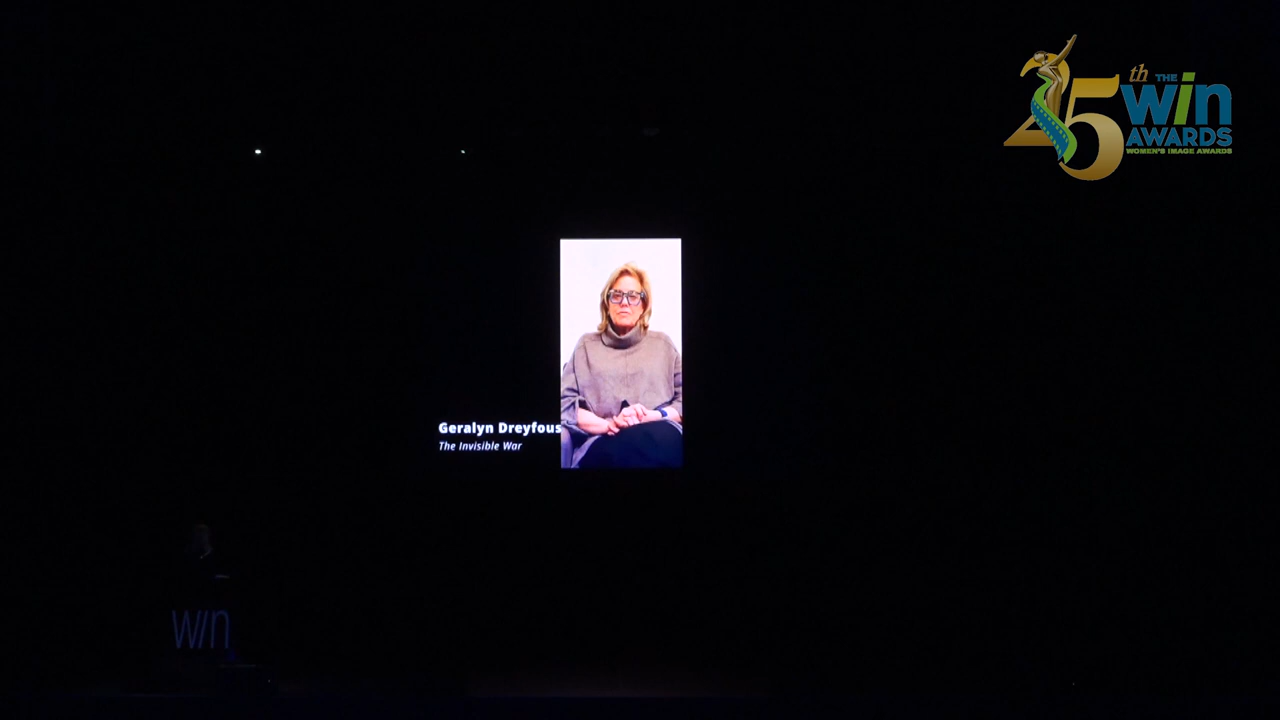 25th THE
win
AWARDS
WOMEN'S IMAGE AWARDS
Geralyn Dreyfous
The Invisible War
win